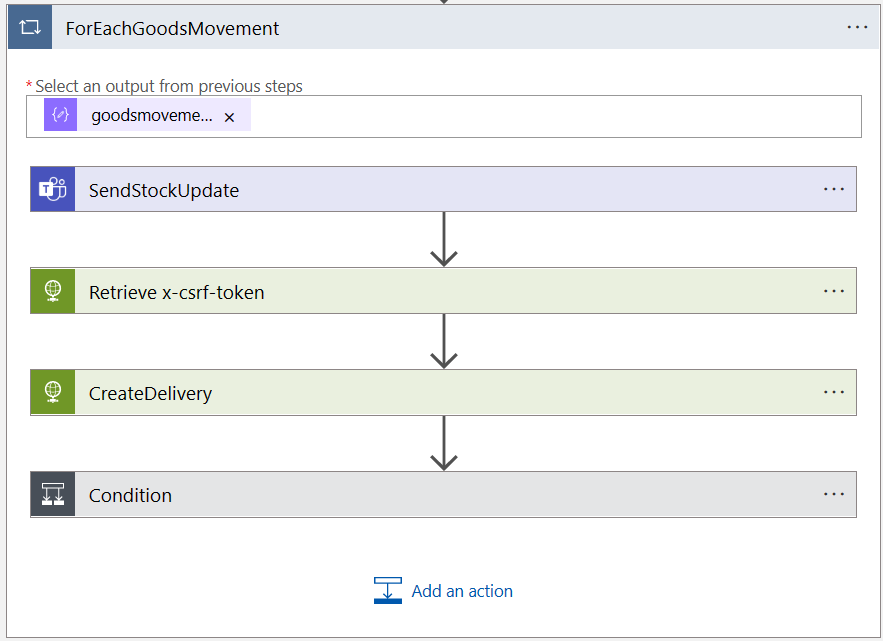 ForEachGoodsMovement
...
* Select an output from previous steps
goodsmoveme... ×
SendStockUpdate ...
Retrieve x-csrf-token ...
CreateDelivery ...
Condition ...
Add an action